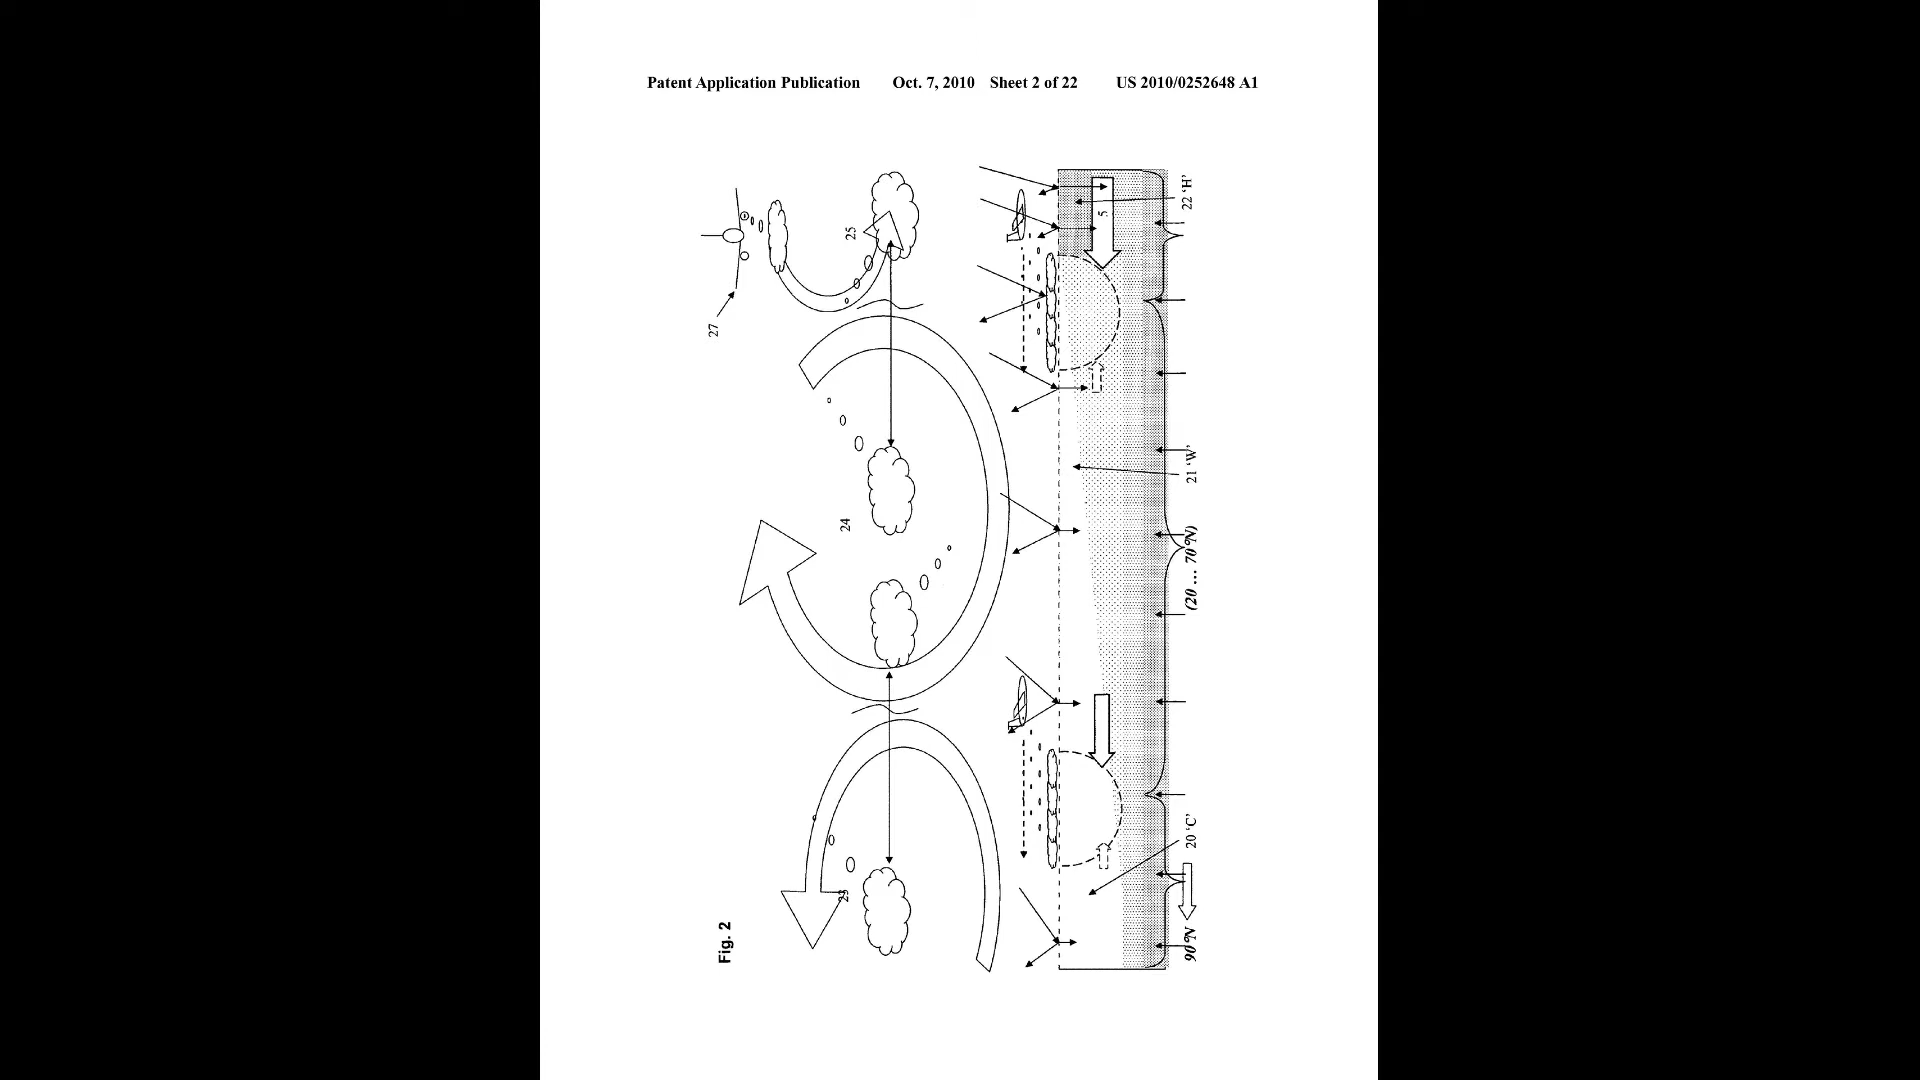 Patent Application Publication Oct. 7, 2010 Sheet 2 of 22 US 2010/0252648 A1
Fig. 2
27
25
24
23
5
22 'H'
21 'W'
(20 ... 70°N)
20 'C'
90°N